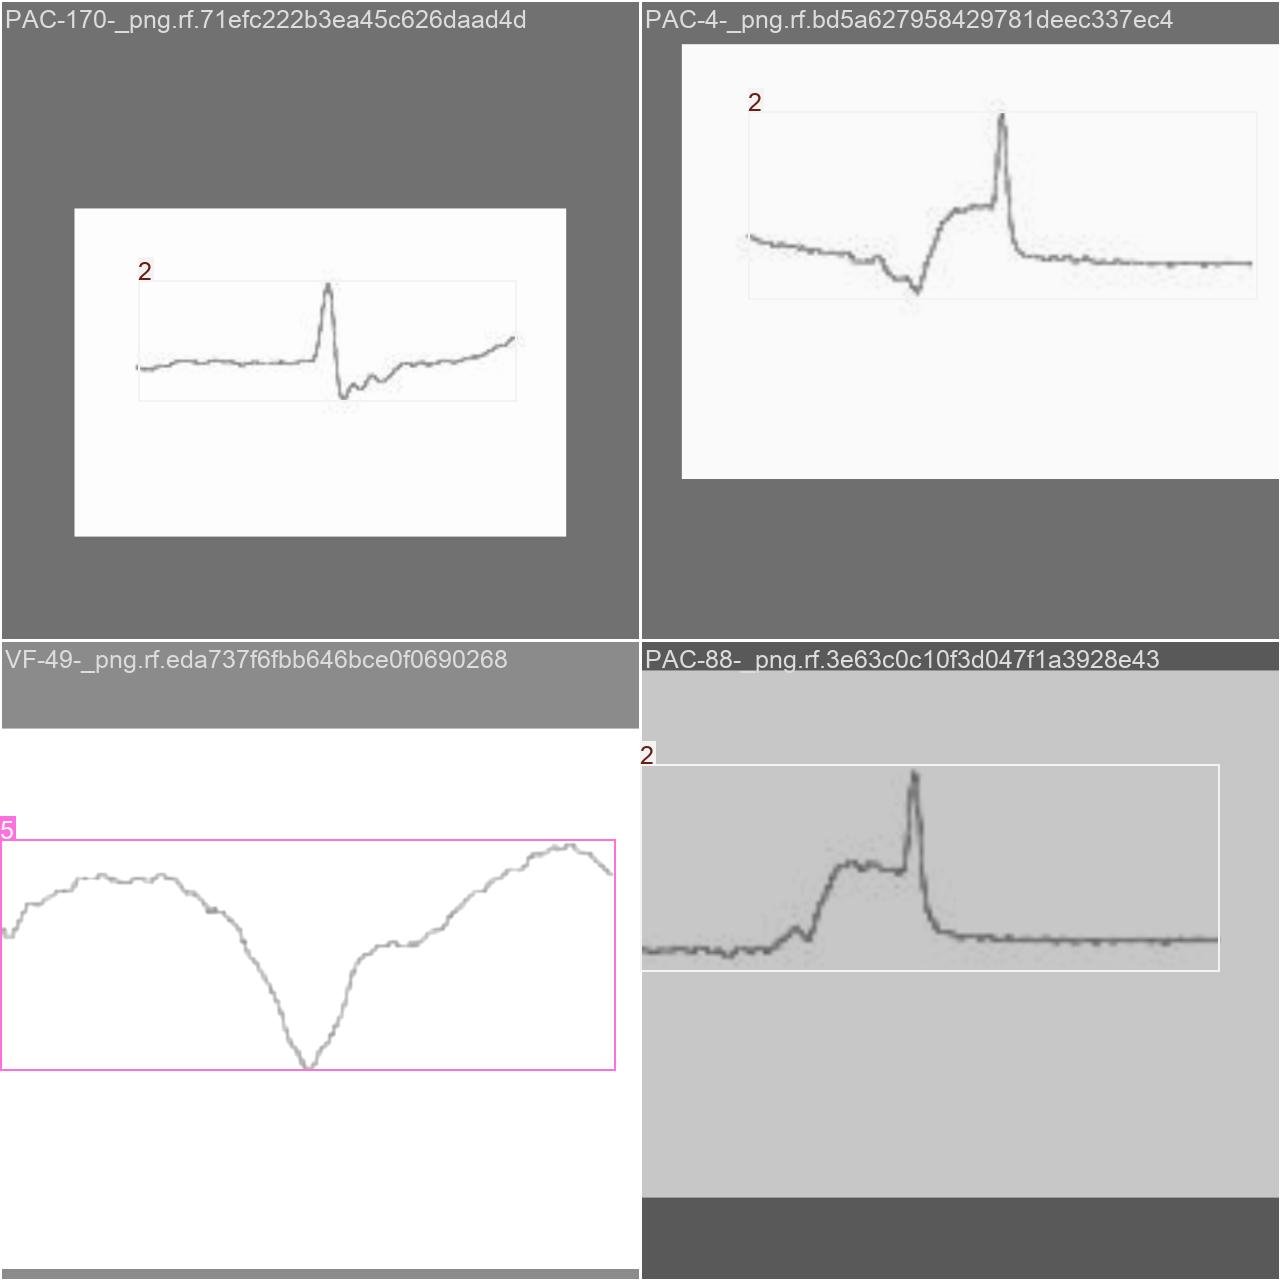 PAC-170-_png.rf.71efc222b3ea45c626daad4d
2
PAC-4-_png.rf.bd5a627958429781deec337ec4
2
VF-49-_png.rf.eda737f6fbb646bce0f0690268
5
PAC-88-_png.rf.3e63c0c10f3d047f1a3928e43
2